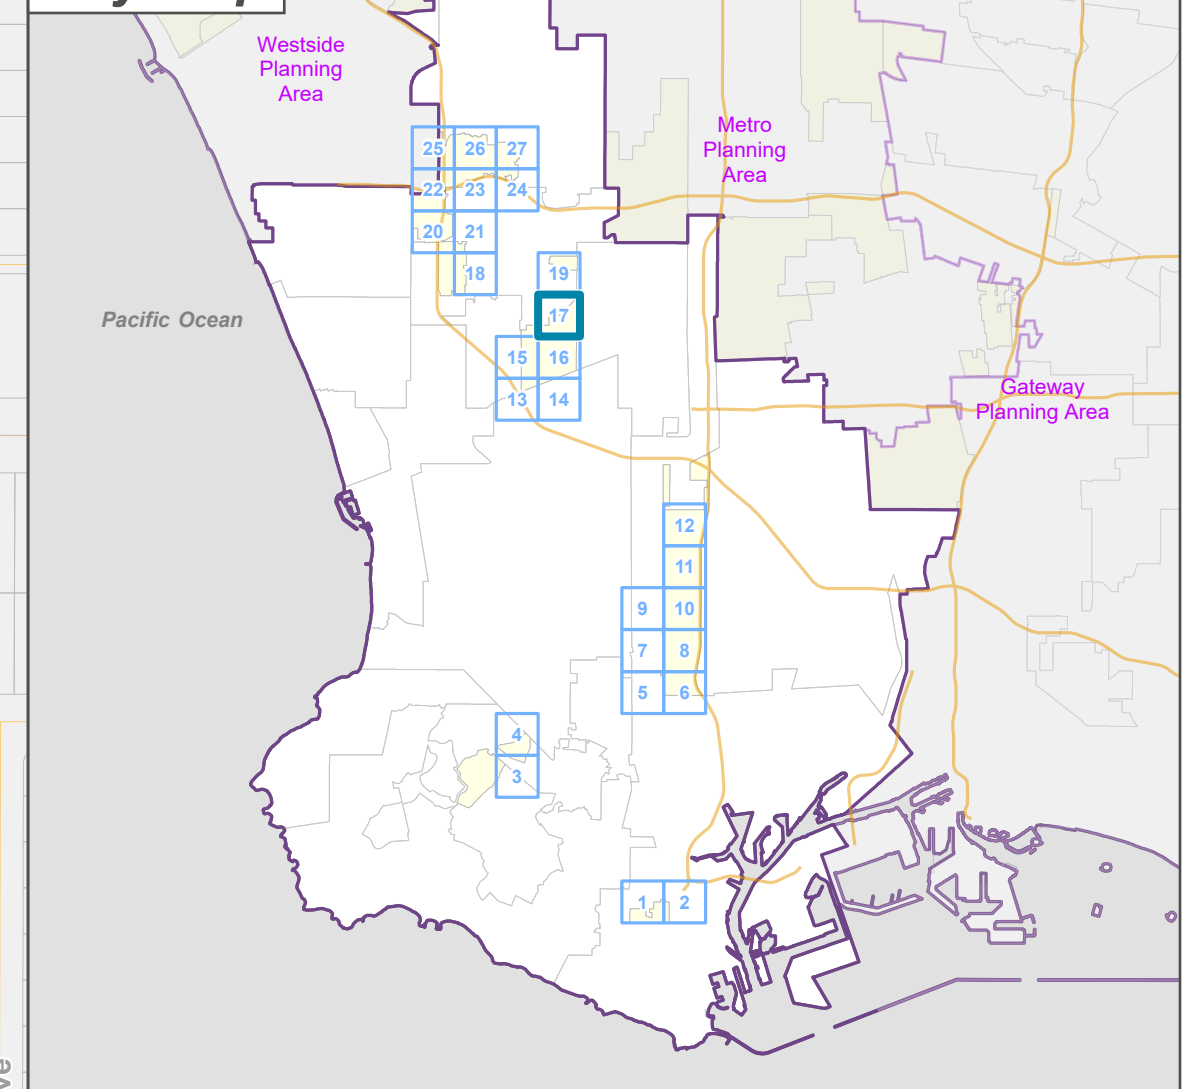 Westside
Planning
Area
Metro
Planning
Area
25 26 27
22 23 24
20 21
18 19
Pacific Ocean
17
15 16
13 14
Gateway
Planning Area
12
11
9 10
7 8
5 6
4
3
1 2